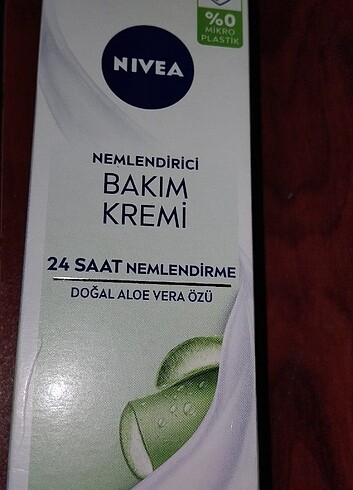 %0
MİKRO
PLASTİK
NIVEA
NEMLENDİRİCİ
BAKIM
KREMİ
24 SAAT NEMLENDİRME
DOĞAL ALOE VERA ÖZÜ